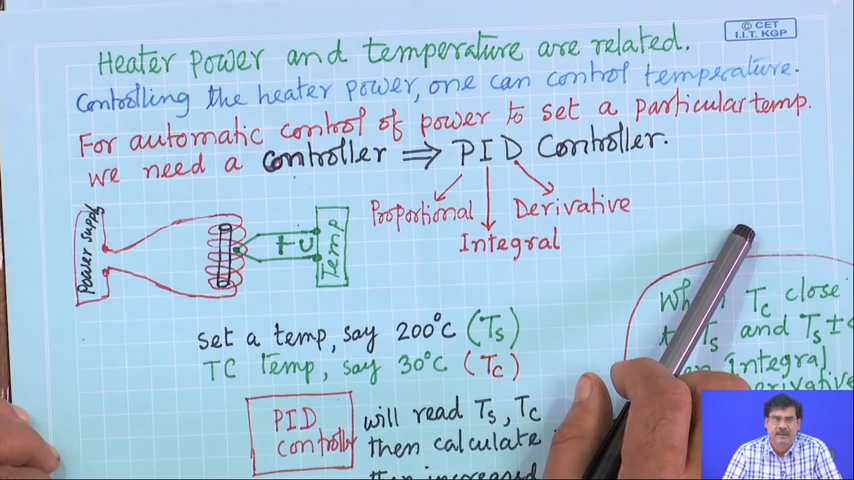 © CET
I.I.T. KGP
Heater power and temperature are related.
Controlling the heater power, one can control temperature.
For automatic control of power to set a particular temp.
we need a controller ⇒ PID Controller.
Proportional
Integral
Derivative
Power Supply
Temp
set a temp, say 200°C (Ts)
TC Temp, say 30°C (Tc)
PID
controller
will read Ts, Tc
then calculate
then increased
Tc close
Ts and Ts ±
integral